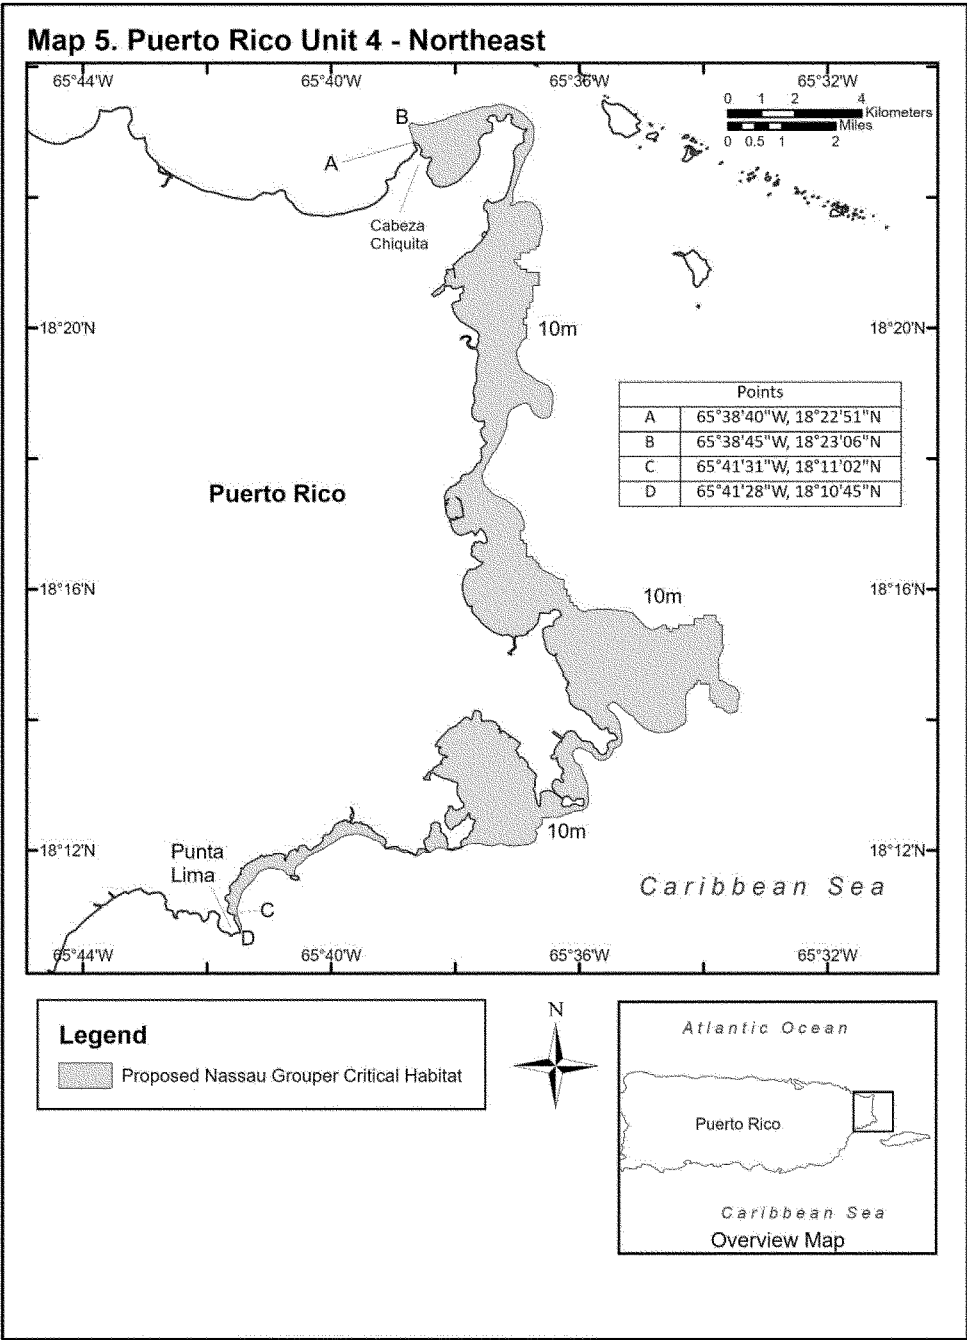 Map 5. Puerto Rico Unit 4 - Northeast
65°44'W 65°40'W 65°36'W 65°32'W
0 1 2 4
Kilometers
Miles
0 0.5 1 2
B
A
Cabeza
Chiquita
18°20'N 10m 18°20'N
Points
A 65°38'40"W, 18°22'51"N
B 65°38'45"W, 18°23'06"N
C 65°41'31"W, 18°11'02"N
D 65°41'28"W, 18°10'45"N
Puerto Rico
18°16'N 10m 18°16'N
10m
18°12'N 18°12'N
Punta
Lima
Caribbean Sea
C
D
65°44'W 65°40'W 65°36'W 65°32'W
Legend
Proposed Nassau Grouper Critical Habitat
N
Atlantic Ocean
Puerto Rico
Caribbean Sea
Overview Map